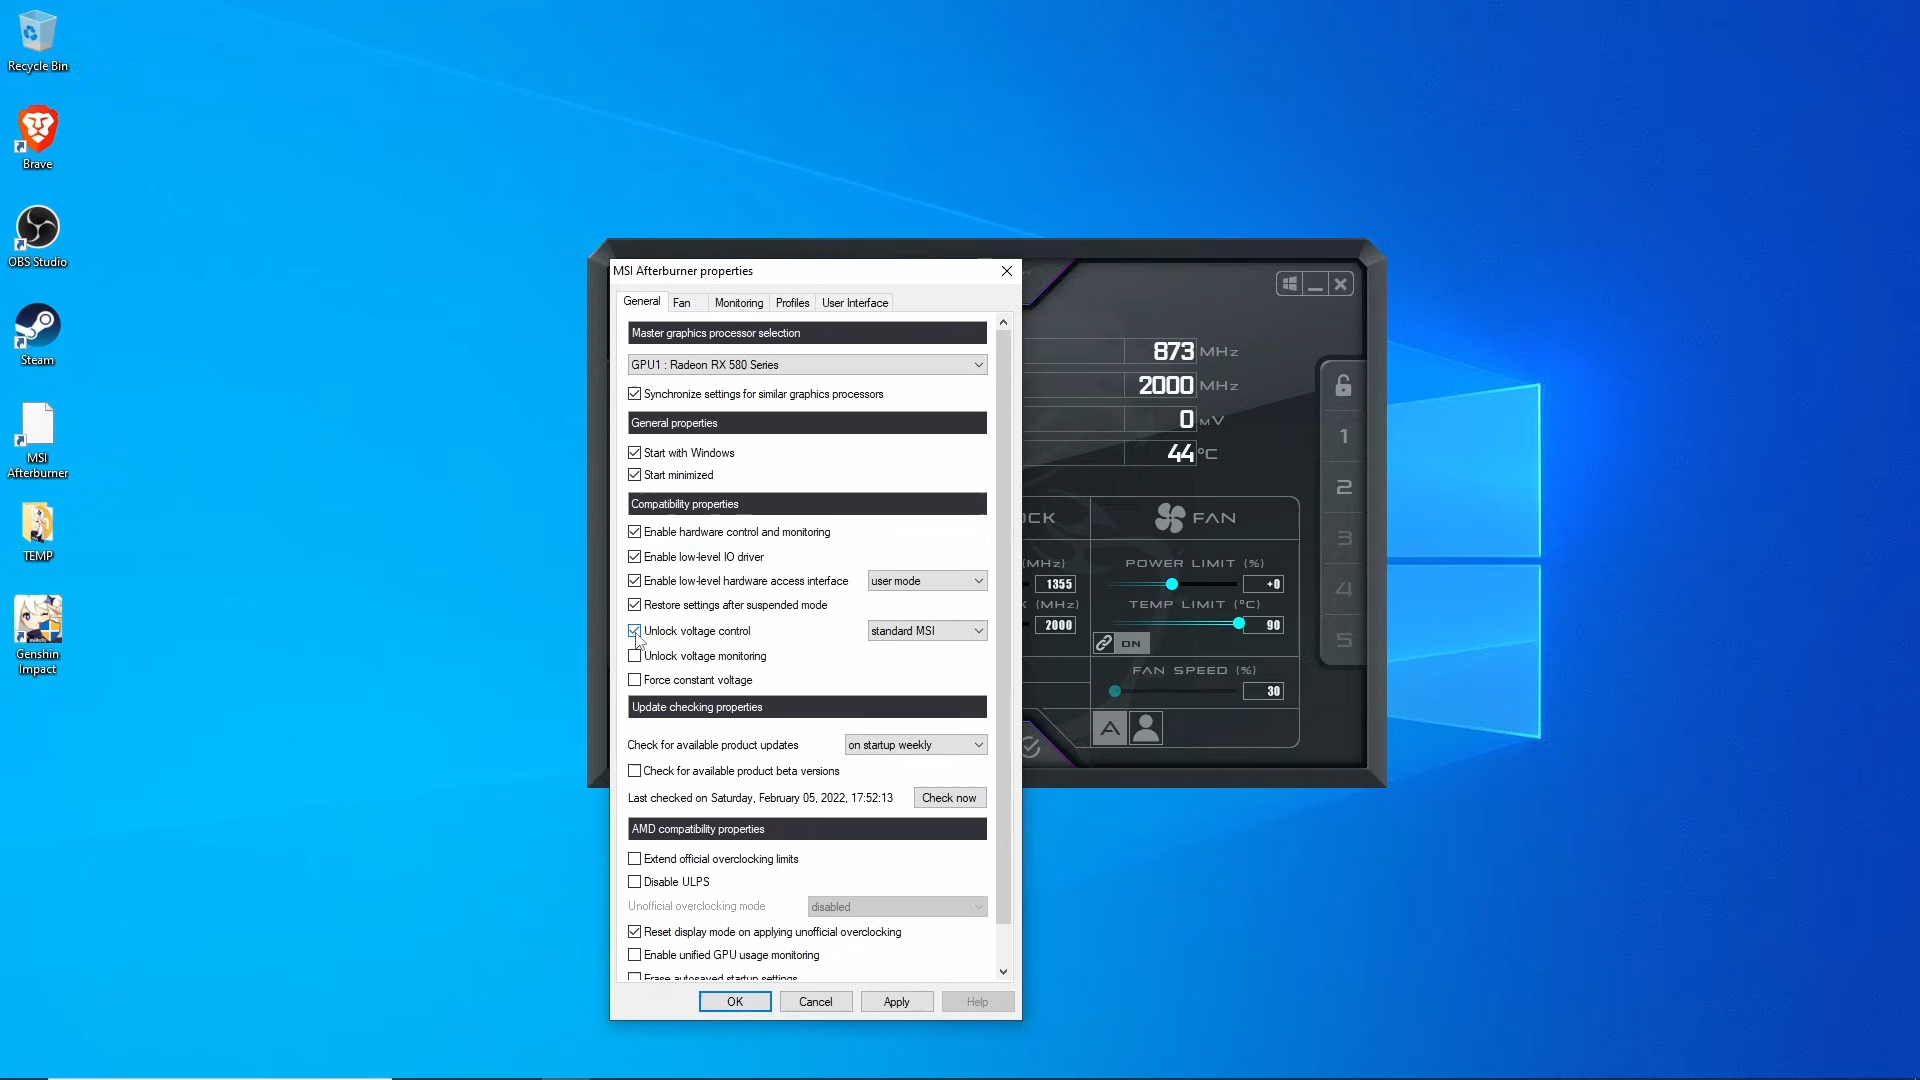 Recycle Bin
Brave
OBS Studio
Steam
MSI
Afterburner
TEMP
Genshin
Impact
MSI Afterburner properties
General Fan Monitoring Profiles User Interface
Master graphics processor selection
GPU1 : Radeon RX 580 Series
Synchronize settings for similar graphics processors
General properties
Start with Windows
Start minimized
Compatibility properties
Enable hardware control and monitoring
Enable low-level IO driver
Enable low-level hardware access interface user mode
Restore settings after suspended mode
Unlock voltage control standard MSI
Unlock voltage monitoring
Force constant voltage
Update checking properties
Check for available product updates on startup weekly
Check for available product beta versions
Last checked on Saturday, February 05, 2022, 17:52:13 Check now
AMD compatibility properties
Extend official overclocking limits
Disable ULPS
Unofficial overclocking mode disabled
Reset display mode on applying unofficial overclocking
Enable unified GPU usage monitoring
Erase autosaved startup settings
OK Cancel Apply Help
873 MHz
2000 MHz
0 mV
44 °C
OCK
(MHz)
1355
(MHz)
2000
FAN
POWER LIMIT (%)
+0
TEMP LIMIT (°C)
90
ON
FAN SPEED (%)
30
A
1
2
3
4
5